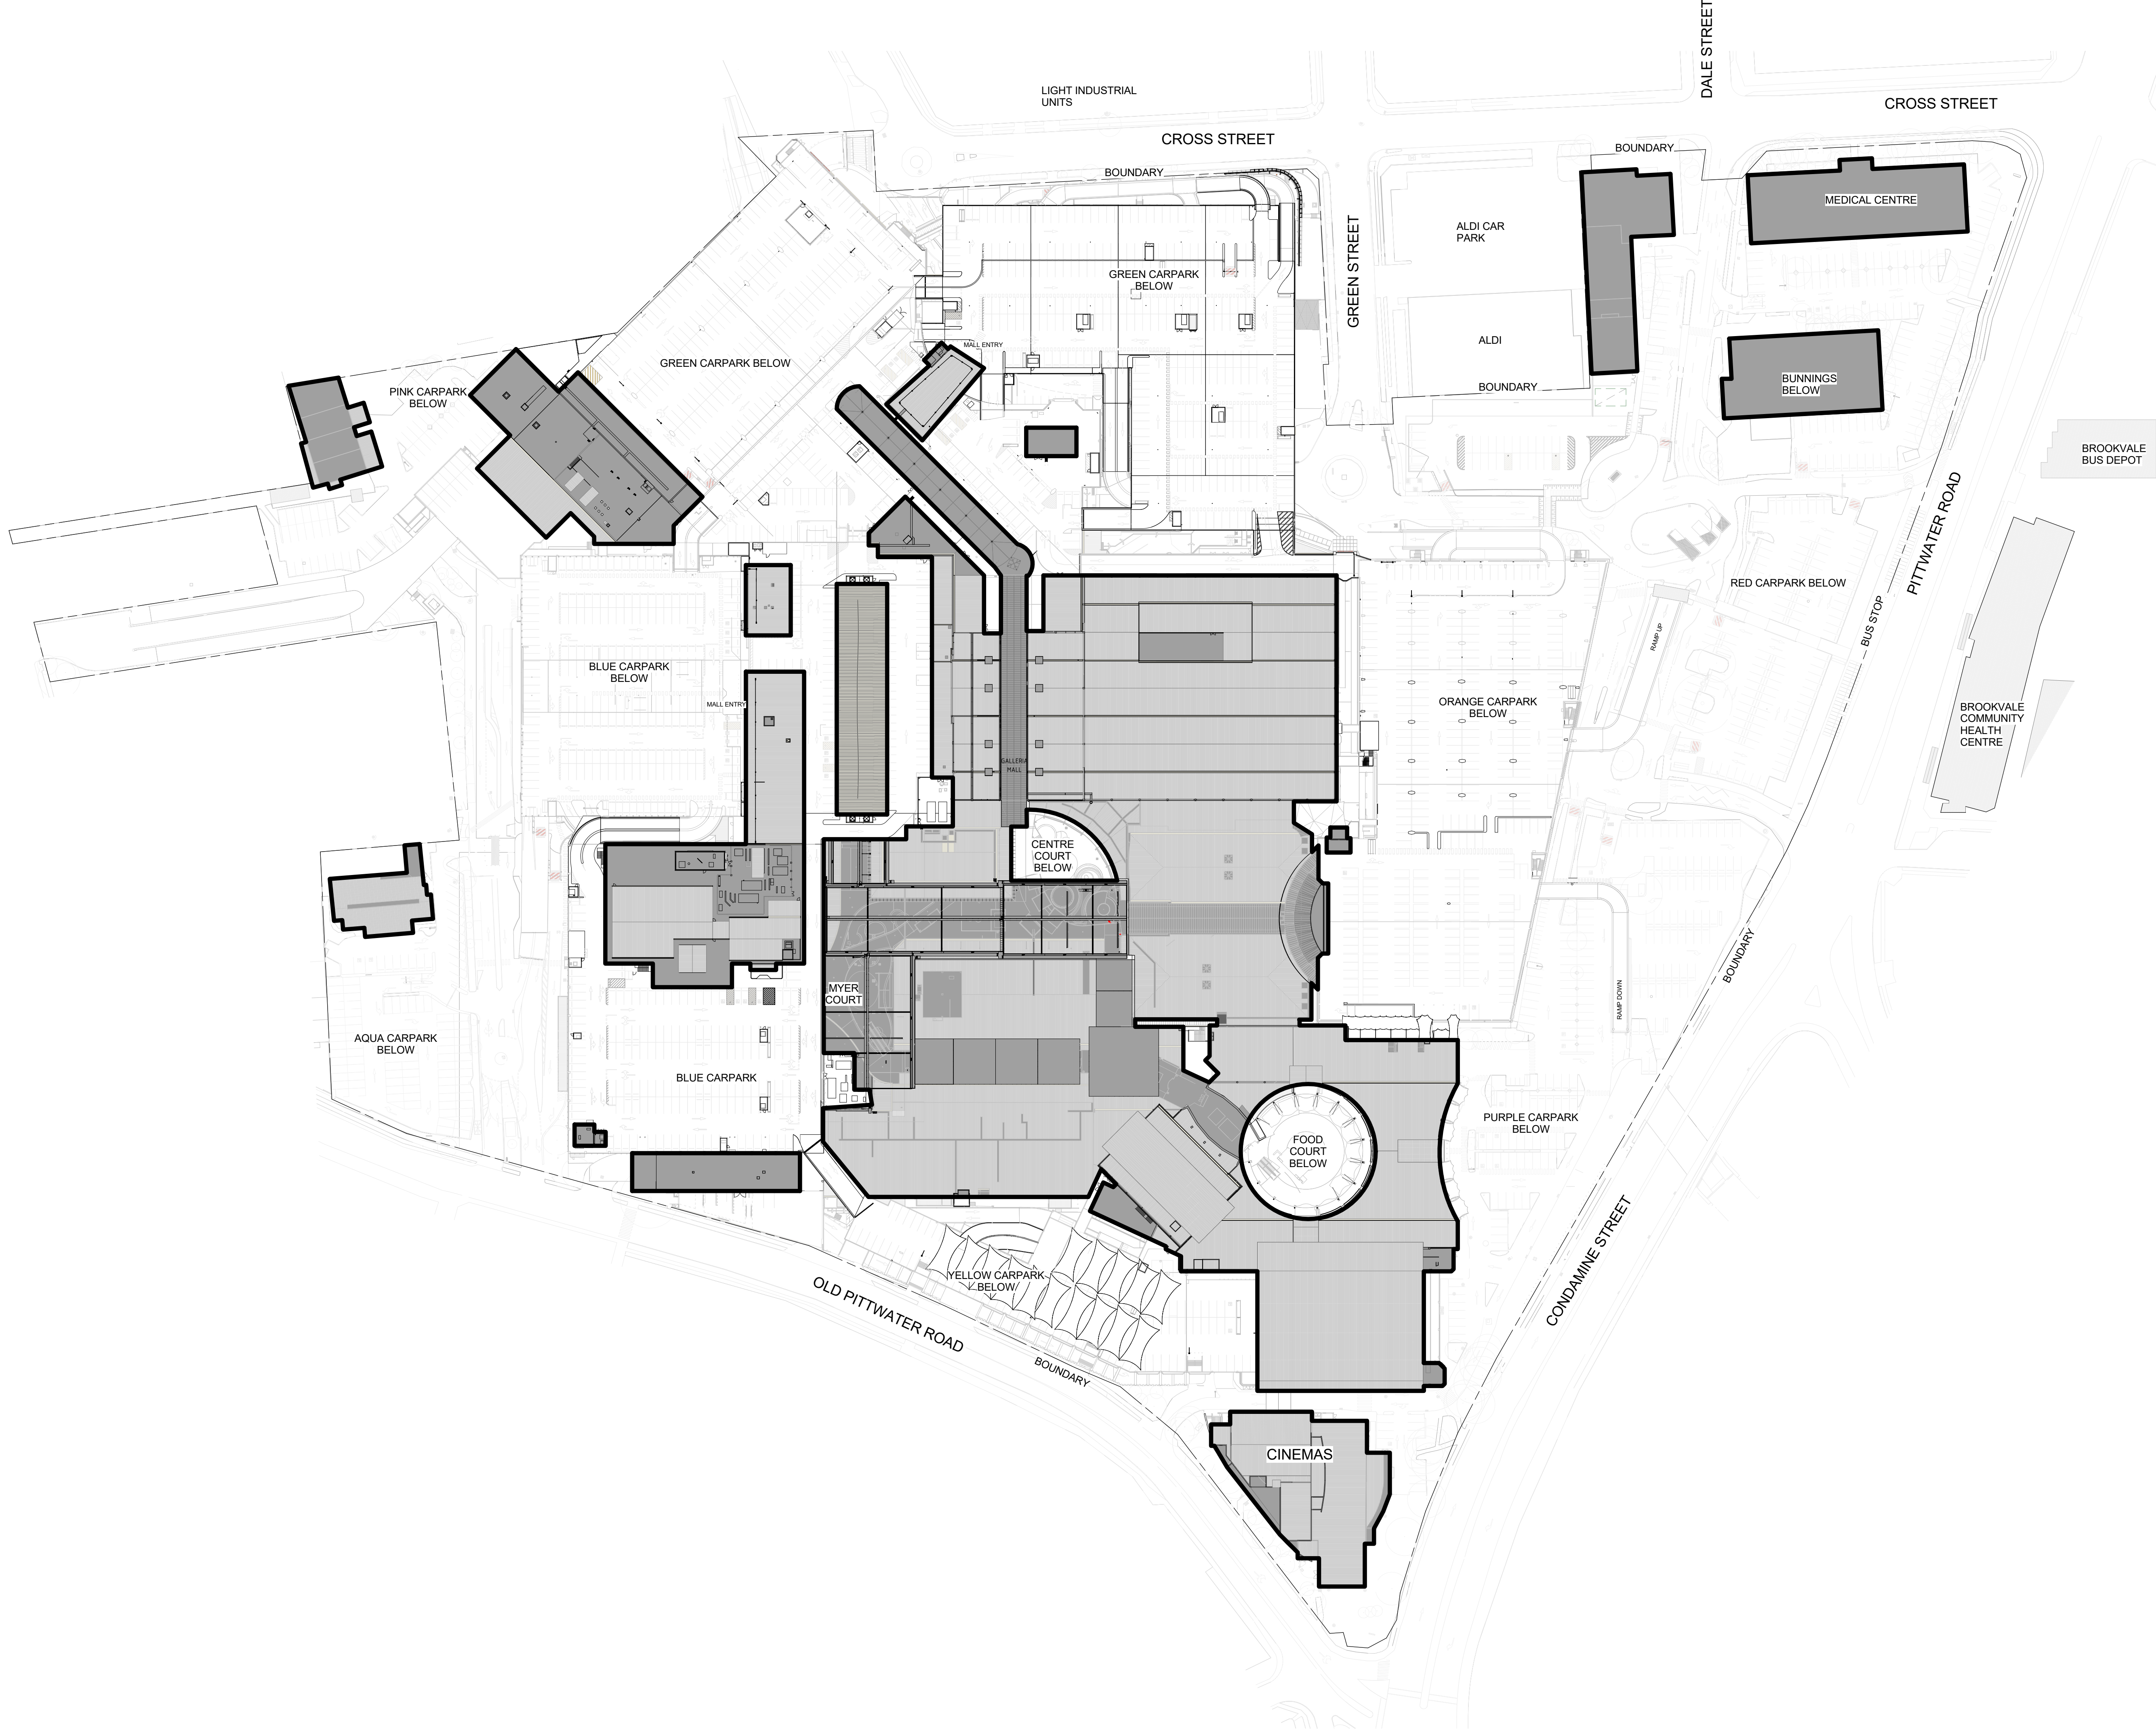 DALE STREET
LIGHT INDUSTRIAL
UNITS
CROSS STREET
CROSS STREET
BOUNDARY
BOUNDARY
MEDICAL CENTRE
GREEN STREET
ALDI CAR
PARK
GREEN CARPARK
BELOW
ALDI
MALL ENTRY
GREEN CARPARK BELOW
BUNNINGS
BELOW
BOUNDARY
PINK CARPARK
BELOW
BROOKVALE
BUS DEPOT
PITTWATER ROAD
RED CARPARK BELOW
BUS STOP
RAMP UP
BLUE CARPARK
BELOW
MALL ENTRY
ORANGE CARPARK
BELOW
BROOKVALE
COMMUNITY
HEALTH
CENTRE
GALLERIA
MALL
CENTRE
COURT
BELOW
BOUNDARY
MYER
COURT
RAMP DOWN
AQUA CARPARK
BELOW
BLUE CARPARK
PURPLE CARPARK
BELOW
FOOD
COURT
BELOW
CONDAMINE STREET
YELLOW CARPARK
BELOW
OLD PITTWATER ROAD
BOUNDARY
CINEMAS